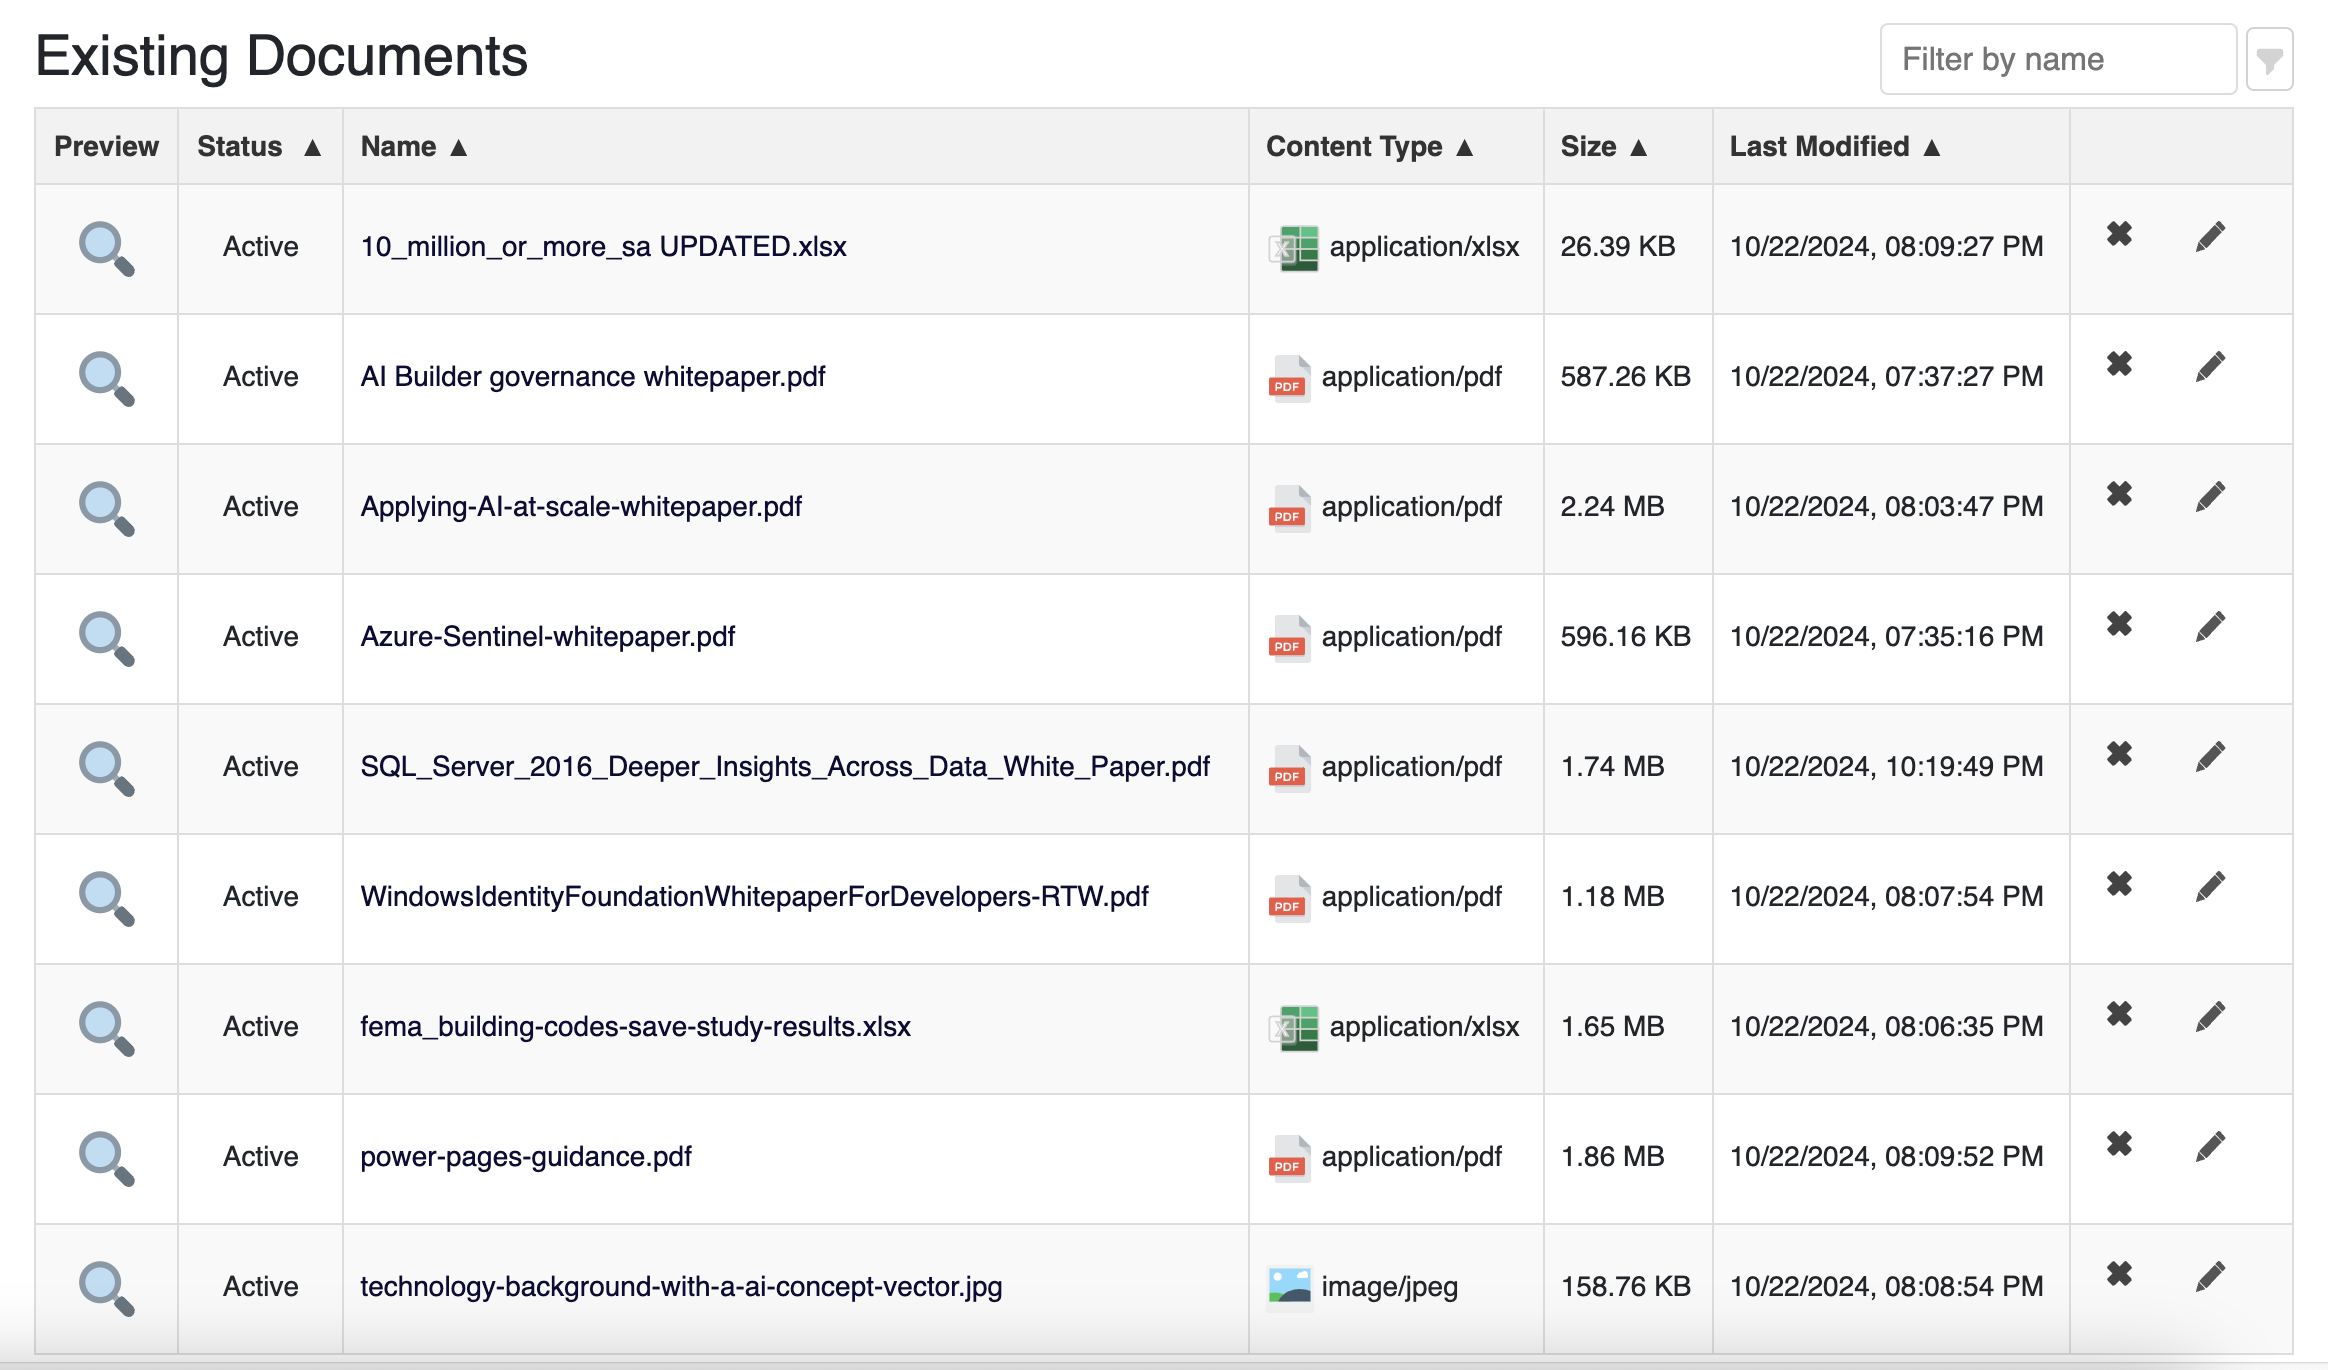 Existing Documents
Filter by name
Preview Status ▲ Name ▲ Content Type ▲ Size ▲ Last Modified ▲
Active 10_million_or_more_sa UPDATED.xlsx X application/xlsx 26.39 KB 10/22/2024, 08:09:27 PM
Active AI Builder governance whitepaper.pdf PDF application/pdf 587.26 KB 10/22/2024, 07:37:27 PM
Active Applying-AI-at-scale-whitepaper.pdf PDF application/pdf 2.24 MB 10/22/2024, 08:03:47 PM
Active Azure-Sentinel-whitepaper.pdf PDF application/pdf 596.16 KB 10/22/2024, 07:35:16 PM
Active SQL_Server_2016_Deeper_Insights_Across_Data_White_Paper.pdf PDF application/pdf 1.74 MB 10/22/2024, 10:19:49 PM
Active WindowsIdentityFoundationWhitepaperForDevelopers-RTW.pdf PDF application/pdf 1.18 MB 10/22/2024, 08:07:54 PM
Active fema_building-codes-save-study-results.xlsx X application/xlsx 1.65 MB 10/22/2024, 08:06:35 PM
Active power-pages-guidance.pdf PDF application/pdf 1.86 MB 10/22/2024, 08:09:52 PM
Active technology-background-with-a-ai-concept-vector.jpg image/jpeg 158.76 KB 10/22/2024, 08:08:54 PM